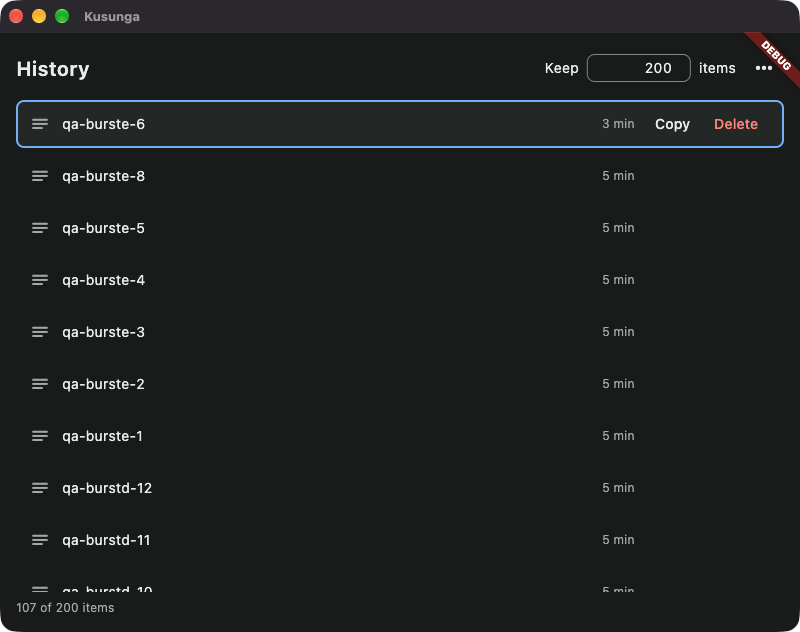 Kusunga
DEBUG
History Keep 200 items •••
qa-burste-6 3 min Copy Delete
qa-burste-8 5 min
qa-burste-5 5 min
qa-burste-4 5 min
qa-burste-3 5 min
qa-burste-2 5 min
qa-burste-1 5 min
qa-burstd-12 5 min
qa-burstd-11 5 min
qa-burstd-10 5 min
107 of 200 items